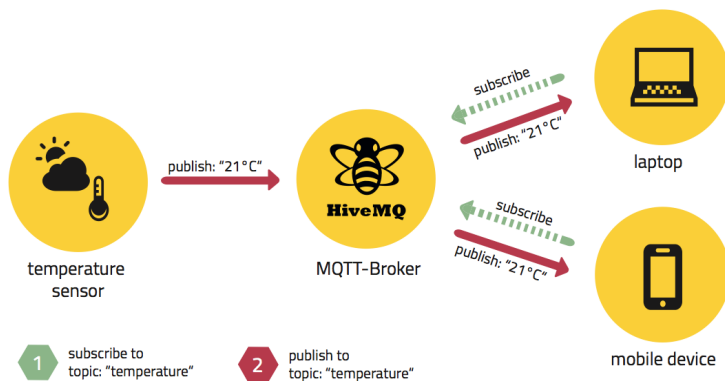 subscribe
publish: "21°C"
laptop
publish: "21°C"
HiveMQ
MQTT-Broker
temperature
sensor
subscribe
publish: "21°C"
mobile device
1
subscribe to
topic: "temperature"
2
publish to
topic: "temperature"